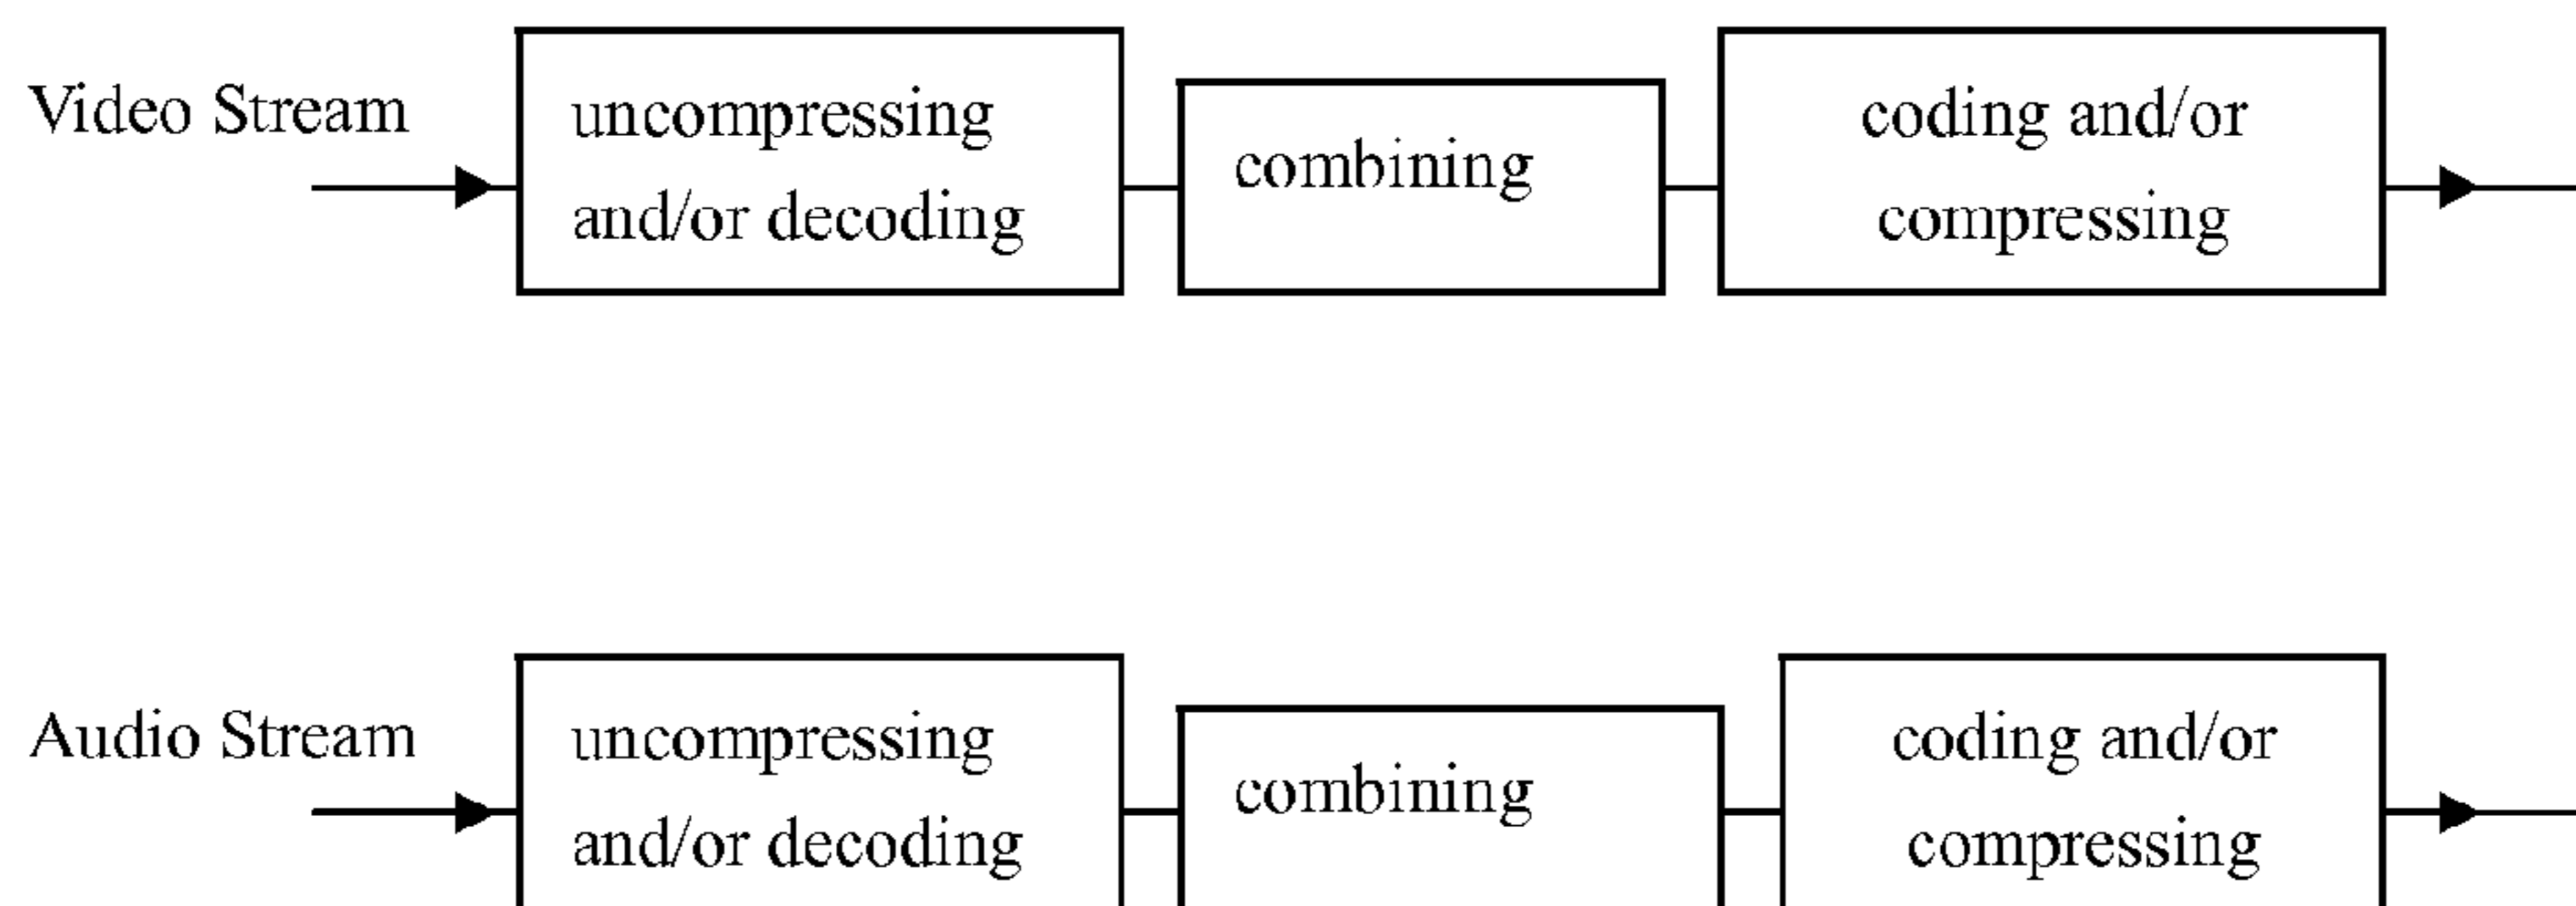 Video Stream
uncompressing
and/or decoding
combining
coding and/or
compressing
Audio Stream
uncompressing
and/or decoding
combining
coding and/or
compressing